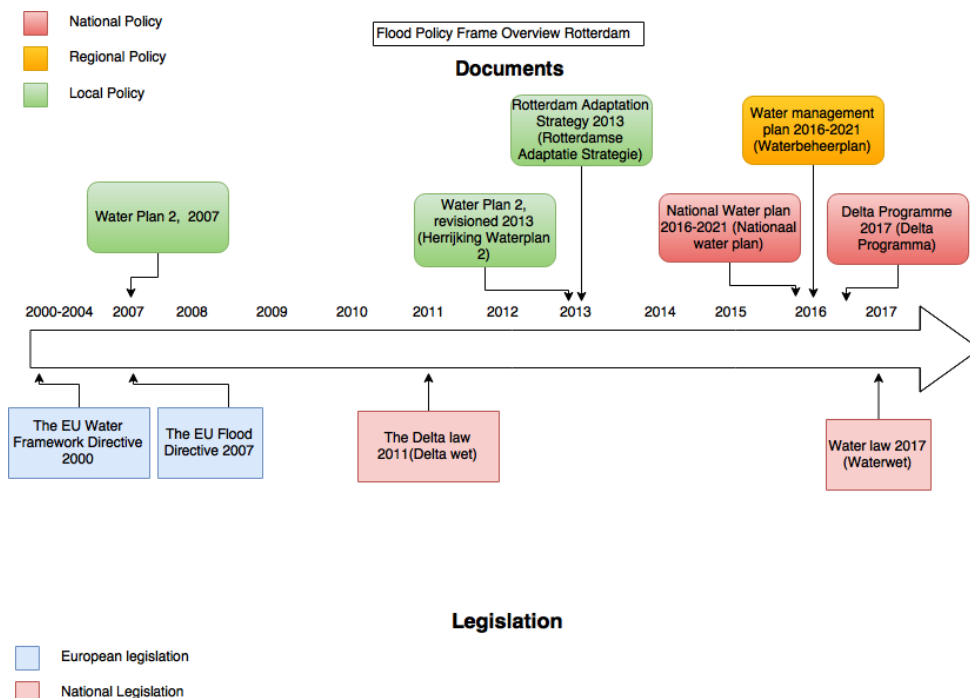 National Policy
Flood Policy Frame Overview Rotterdam
Regional Policy
Documents
Local Policy
Rotterdam Adaptation
Strategy 2013
(Rotterdamse
Adaptatie Strategie)
Water management
plan 2016-2021
(Waterbeheerplan)
Water Plan 2,  2007
Water Plan 2,
revisioned 2013
(Herrijking Waterplan
2)
National Water plan
2016-2021 (Nationaal
water plan)
Delta Programme
2017 (Delta
Programma)
2000-2004 2007 2008 2009 2010 2011 2012 2013 2014 2015 2016 2017
The EU Water
Framework Directive
2000
The EU Flood
Directive 2007
The Delta law
2011(Delta wet)
Water law 2017
(Waterwet)
Legislation
European legislation
National Legislation